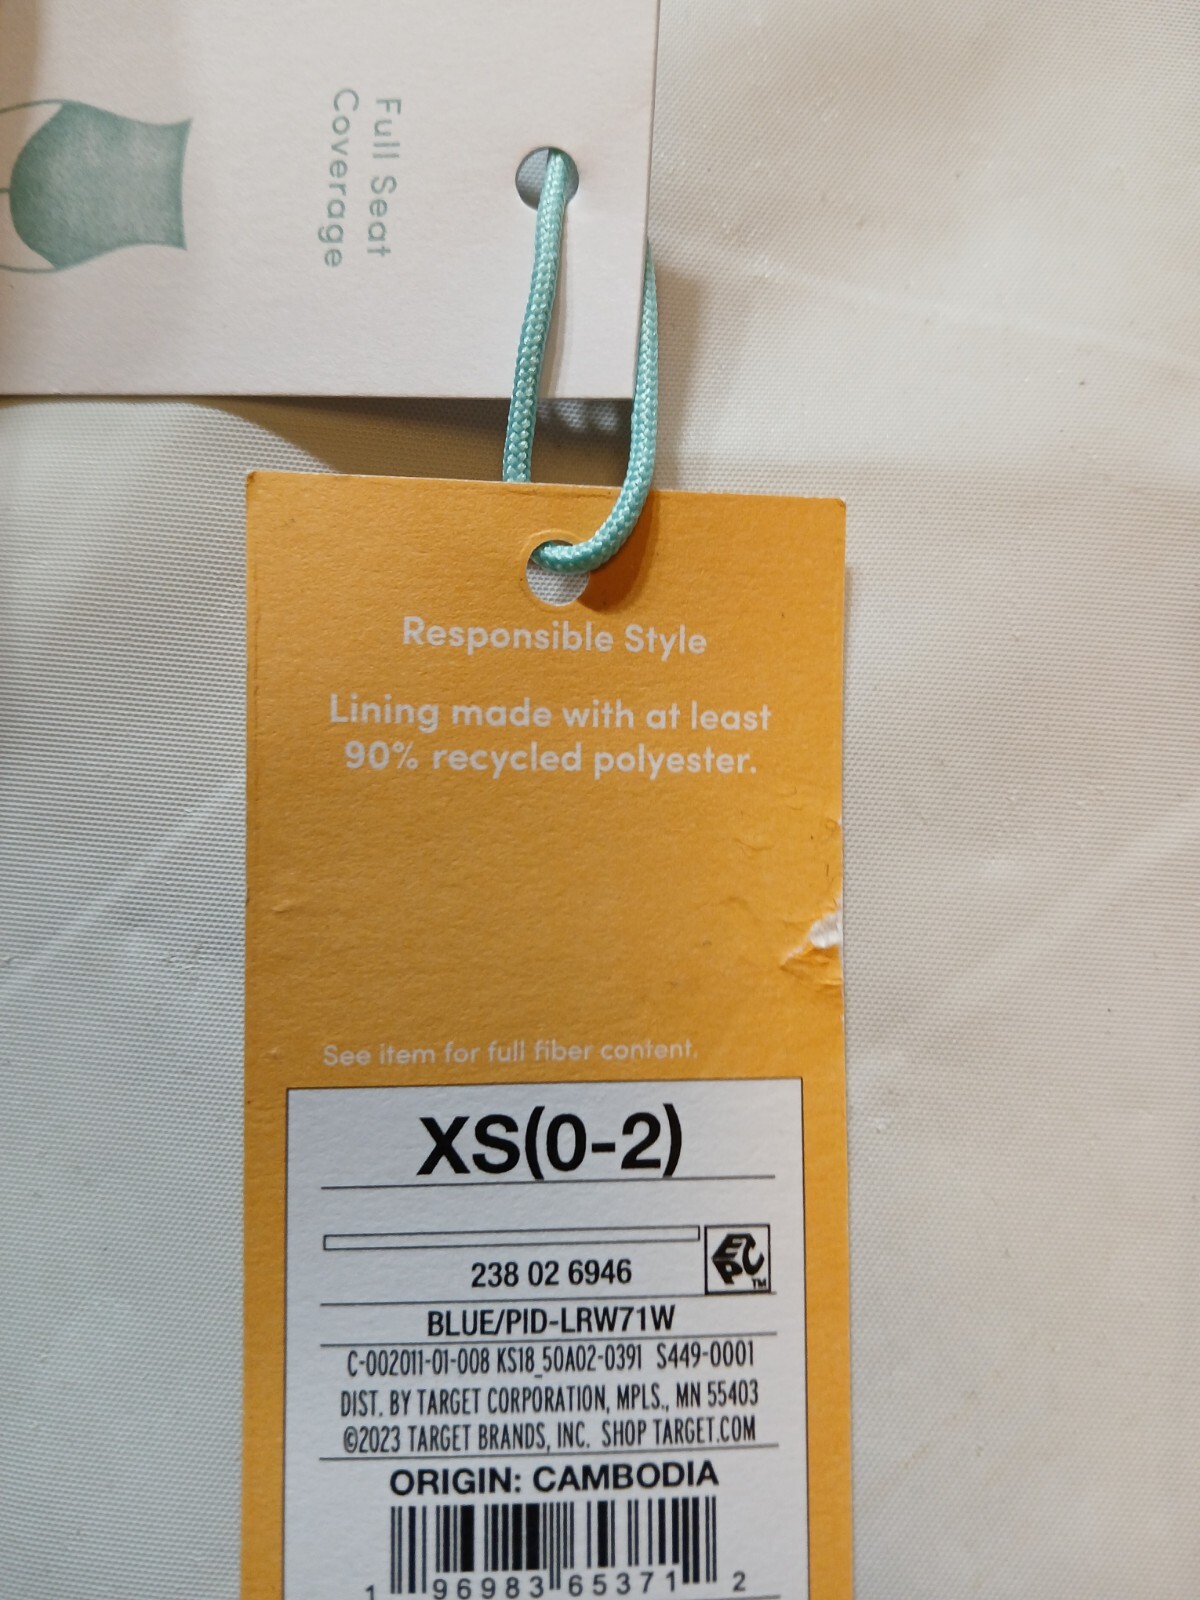 Full Seat
Coverage
Responsible Style
Lining made with at least
90% recycled polyester.
See item for full fiber content.
XS(0-2)
238 02 6946
EPC™
BLUE/PID-LRW71W
C-002011-01-008 KS18_50A02-0391 S449-0001
DIST. BY TARGET CORPORATION, MPLS., MN 55403
©2023 TARGET BRANDS, INC. SHOP TARGET.COM
ORIGIN: CAMBODIA
1 96983 65371 2